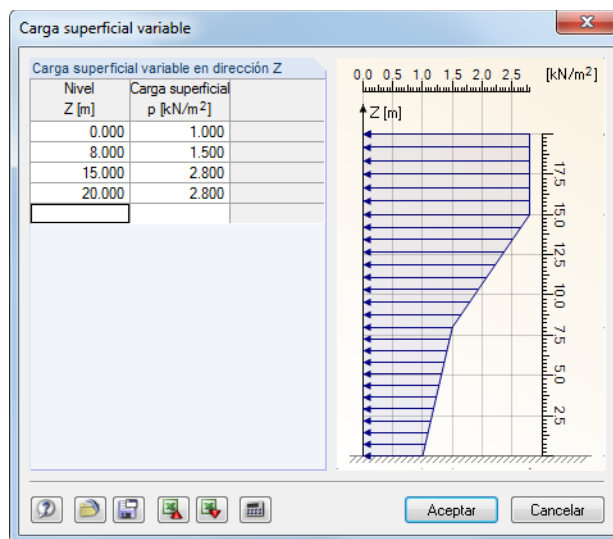 Carga superficial variable
Carga superficial variable en dirección Z
Nivel Carga superficial
Z [m] p [kN/m²]
0.000 1.000
8.000 1.500
15.000 2.800
20.000 2.800
0.0 0.5 1.0 1.5 2.0 2.5 [kN/m²]
Z [m]
17.5
15.0
12.5
10.0
7.5
5.0
2.5
Aceptar Cancelar